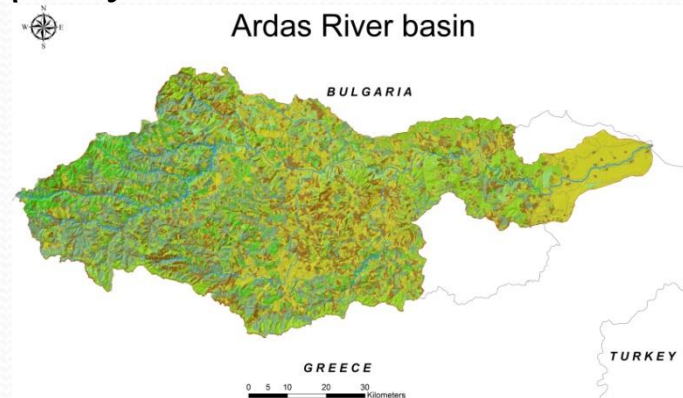 Ardas River basin
N
W E
S
BULGARIA
GREECE
TURKEY
0 5 10 20 30
Kilometers